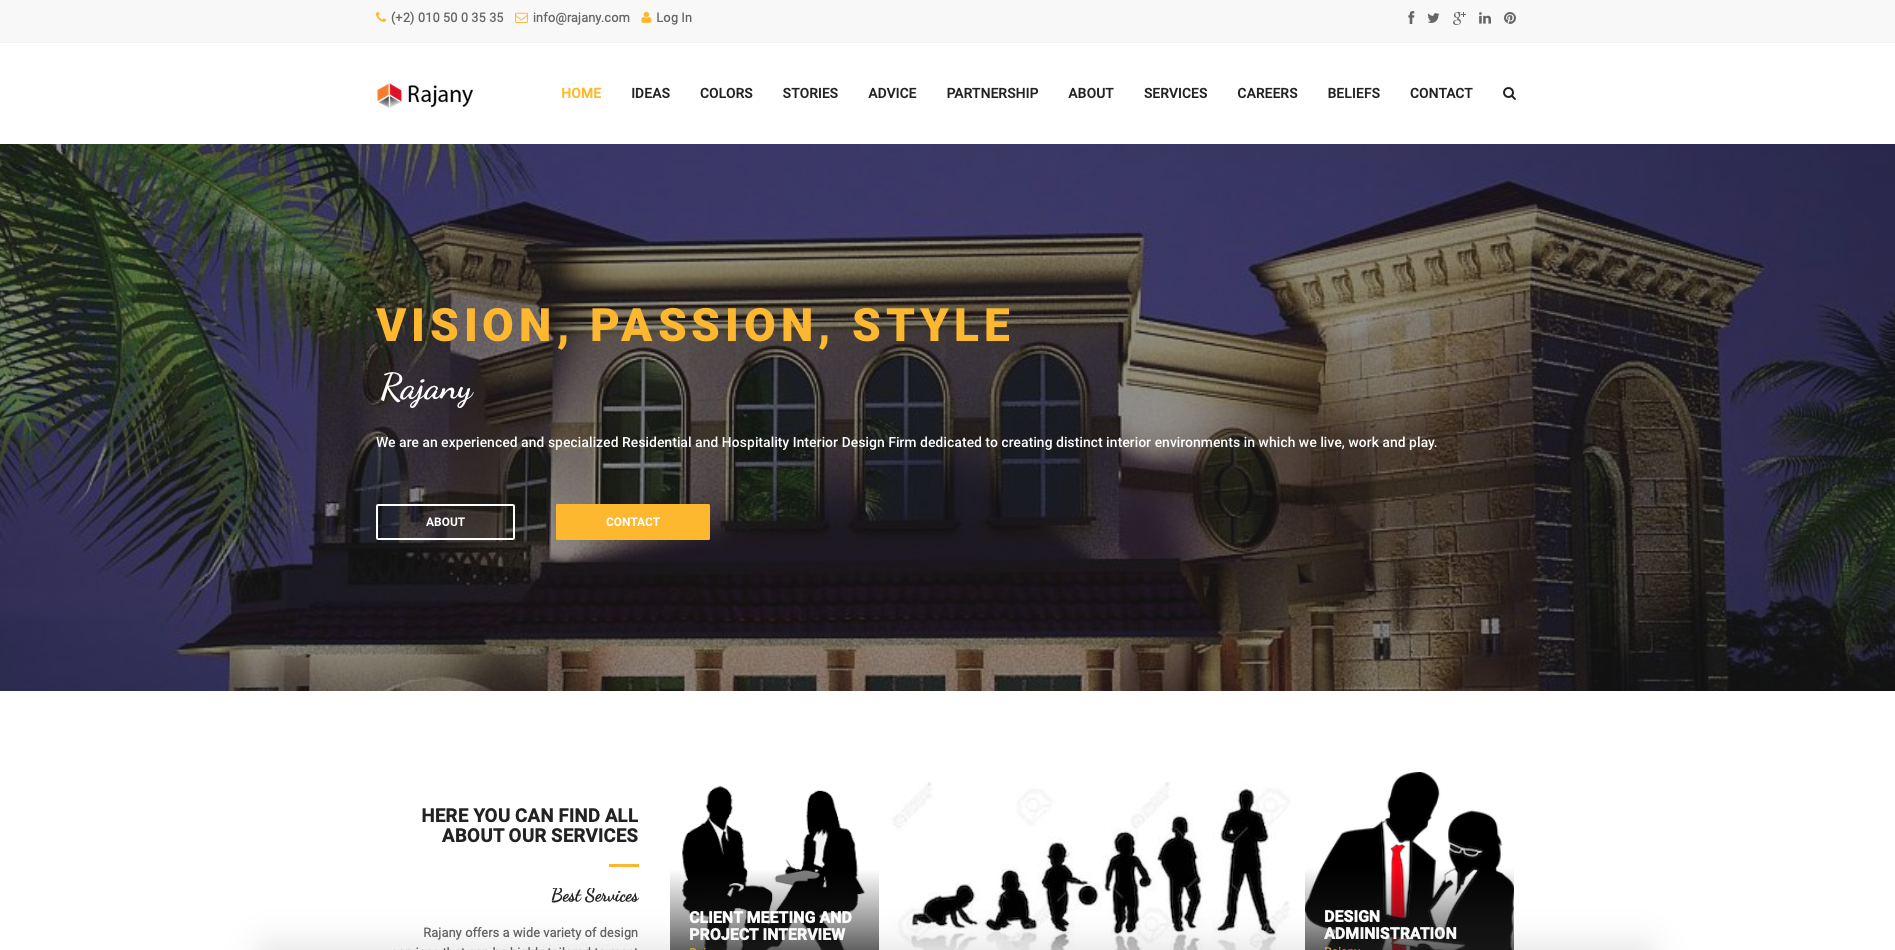 (+2) 010 50 0 35 35 info@rajany.com Log In
Rajany
HOME IDEAS COLORS STORIES ADVICE PARTNERSHIP ABOUT SERVICES CAREERS BELIEFS CONTACT
VISION, PASSION, STYLE
Rajany
We are an experienced and specialized Residential and Hospitality Interior Design Firm dedicated to creating distinct interior environments in which we live, work and play.
ABOUT CONTACT
HERE YOU CAN FIND ALL
ABOUT OUR SERVICES
Best Services
Rajany offers a wide variety of design
CLIENT MEETING AND
PROJECT INTERVIEW
DESIGN
ADMINISTRATION